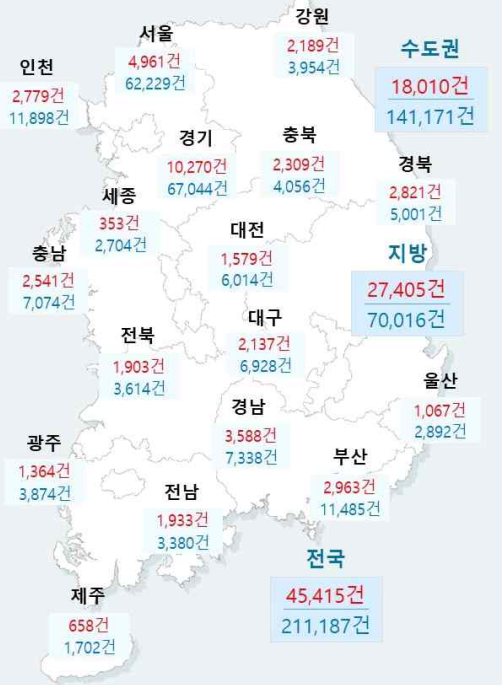 강원
2,189건
3,954건
서울
4,961건
62,229건
수도권
18,010건
141,171건
인천
2,779건
11,898건
경기
10,270건
67,044건
충북
2,309건
4,056건
경북
2,821건
5,001건
세종
353건
2,704건
대전
1,579건
6,014건
지방
27,405건
70,016건
충남
2,541건
7,074건
대구
2,137건
6,928건
전북
1,903건
3,614건
울산
1,067건
2,892건
경남
3,588건
7,338건
광주
1,364건
3,874건
부산
2,963건
11,485건
전남
1,933건
3,380건
전국
45,415건
211,187건
제주
658건
1,702건